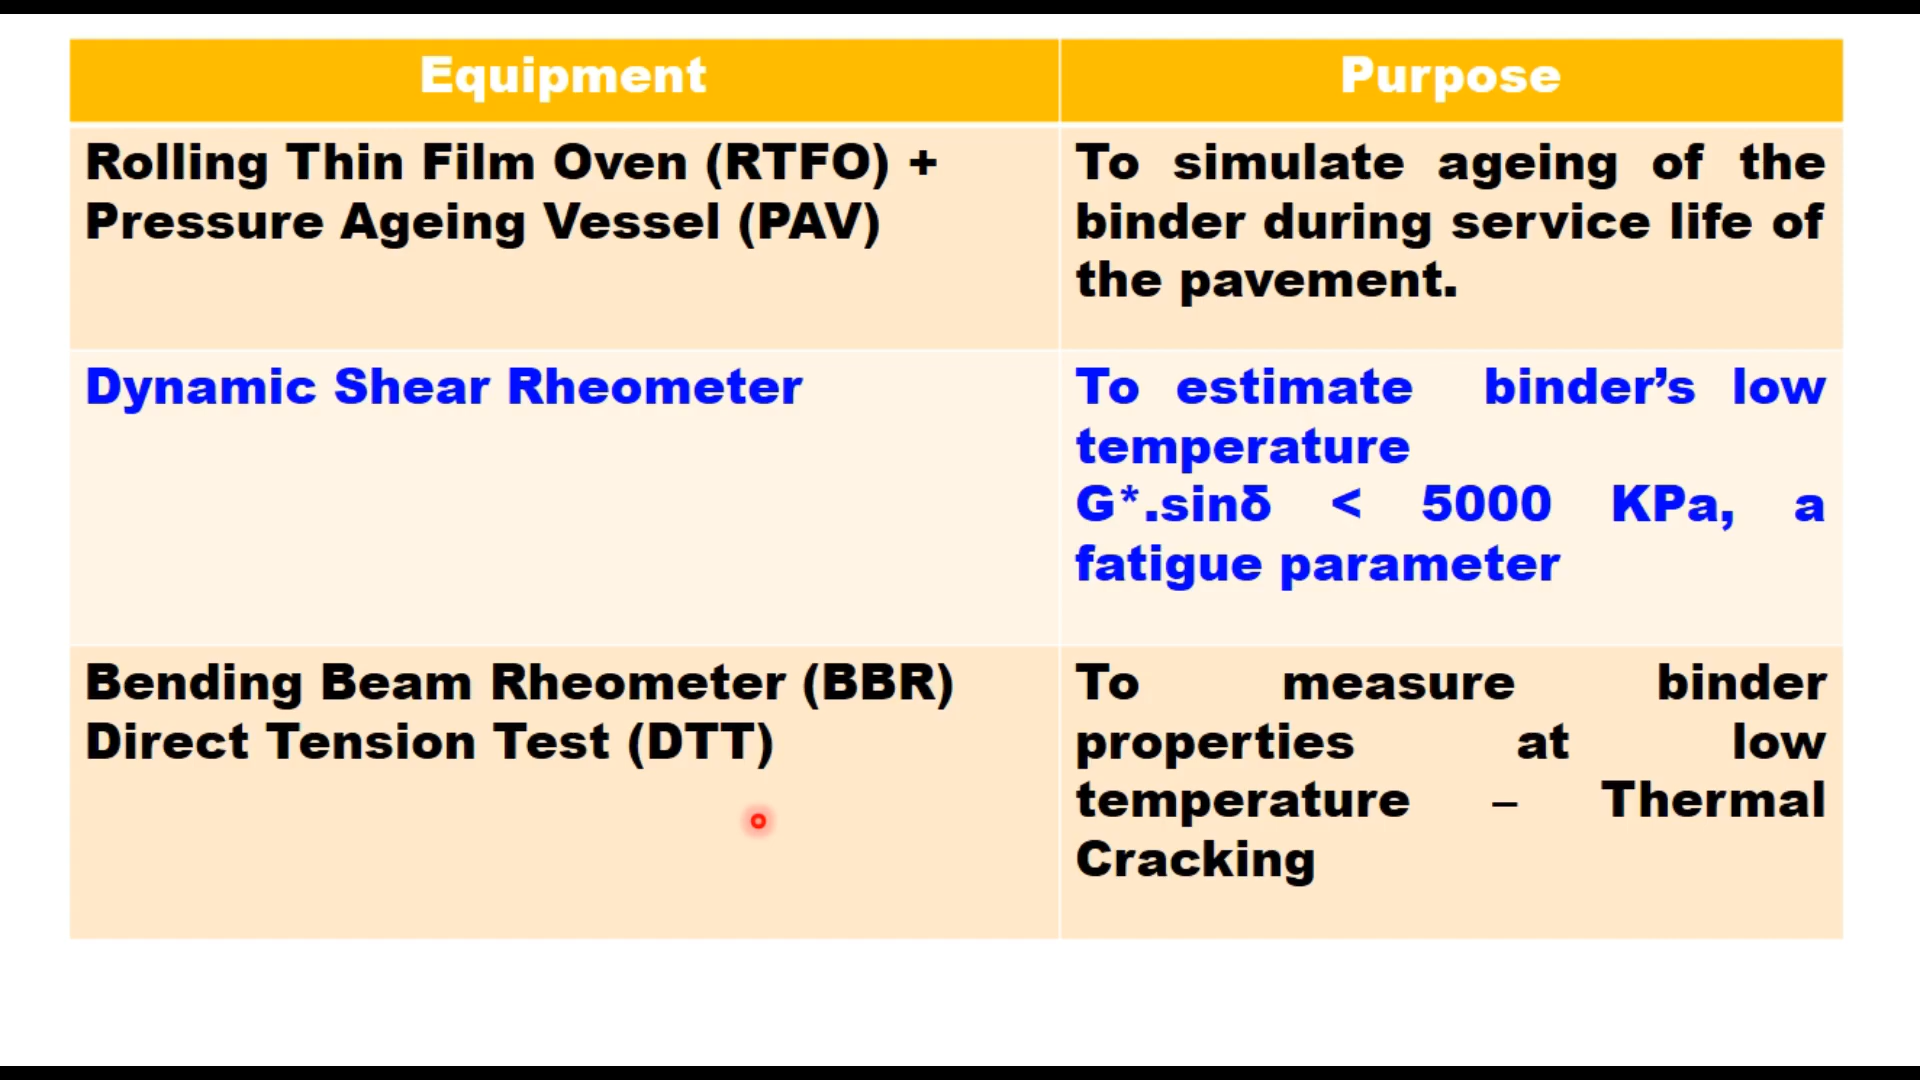 Equipment
Purpose
Rolling Thin Film Oven (RTFO) +
Pressure Ageing Vessel (PAV)
To simulate ageing of the
binder during service life of
the pavement.
Dynamic Shear Rheometer
To estimate binder’s low
temperature
G*.sinδ < 5000 KPa, a
fatigue parameter
Bending Beam Rheometer (BBR)
Direct Tension Test (DTT)
To measure binder
properties at low
temperature – Thermal
Cracking